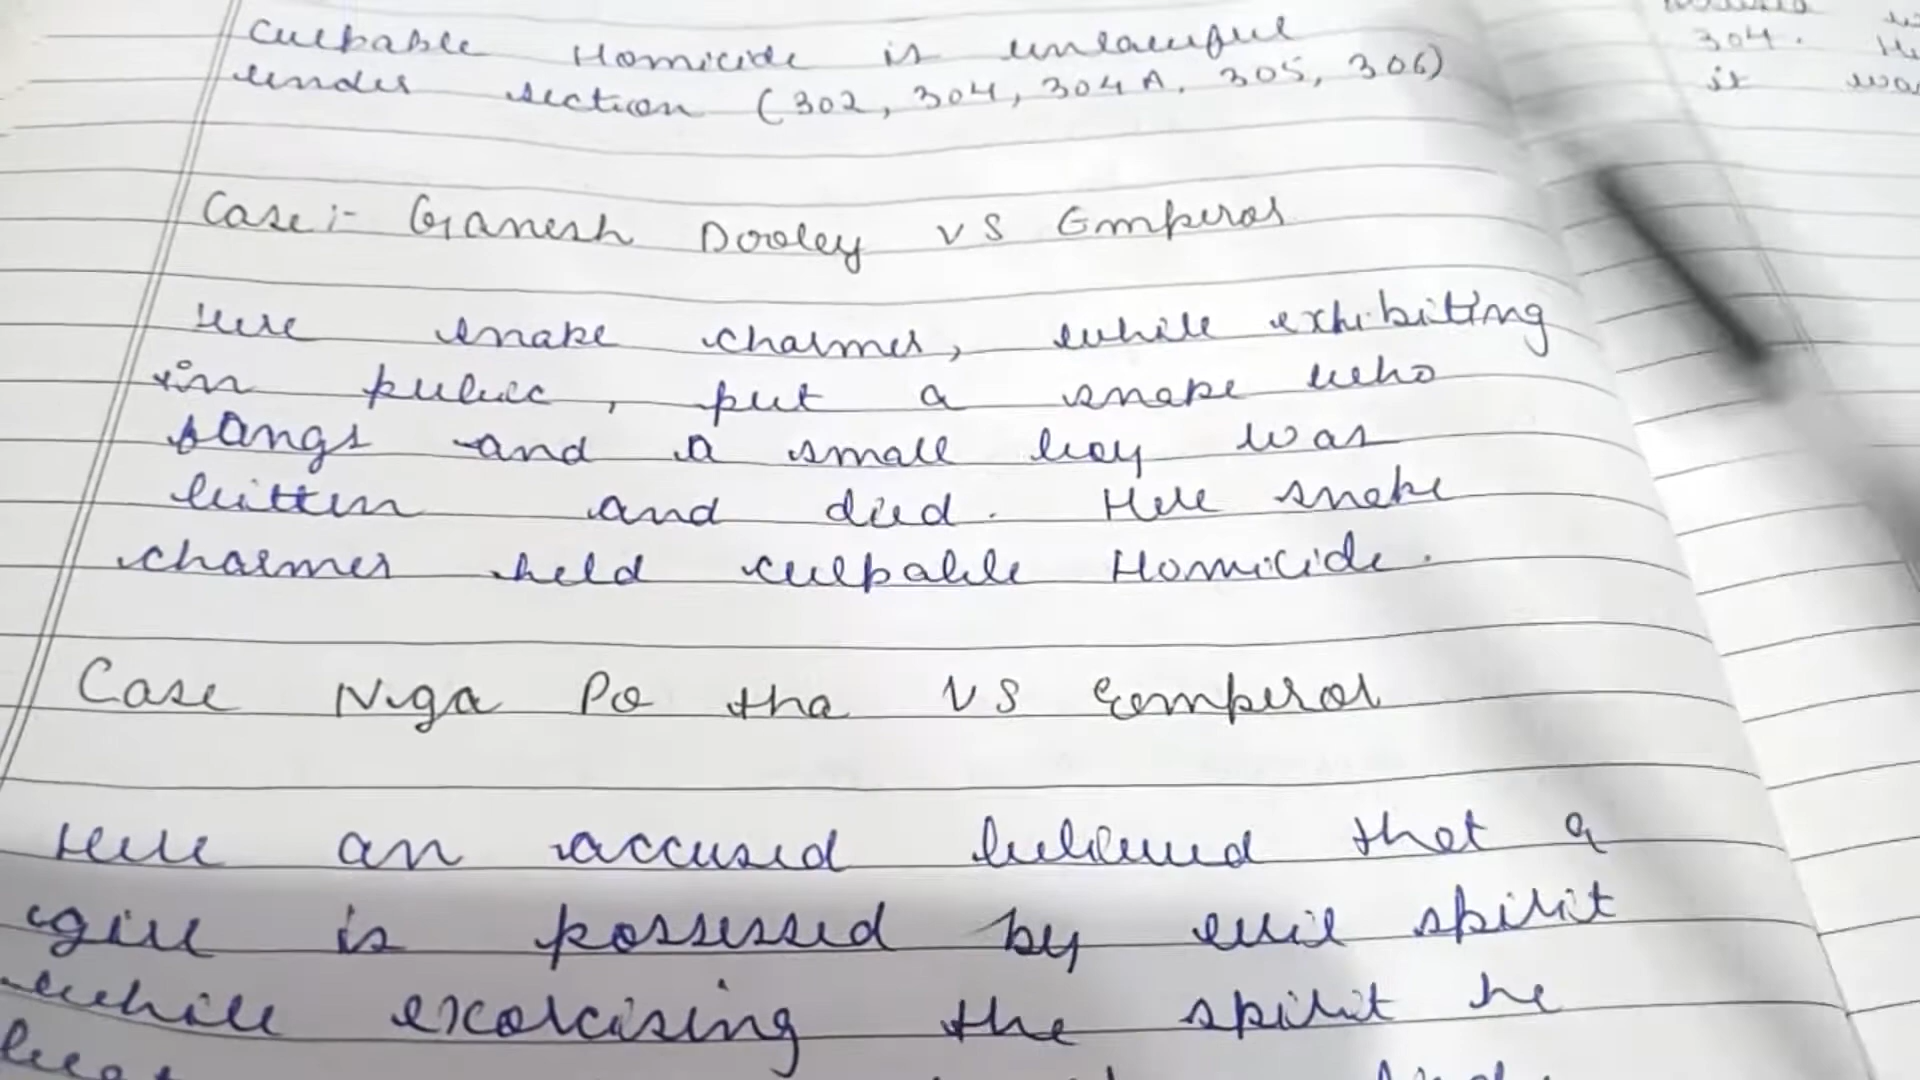 Culpable Homicide is unlawful
under section (302, 304, 304 A, 305, 306)
Case:- Ganesh Dooley VS Emperor
Here snake charmer, while exhibiting
in public, put a snake who
fangs and a small boy was
bitten and died. Here snake
charmer held culpable Homicide.
Case Nga Po tha VS Emperor
Here an accused believed that a
girl is possessed by evil spirit
while exorcising the spirit he
304.
it